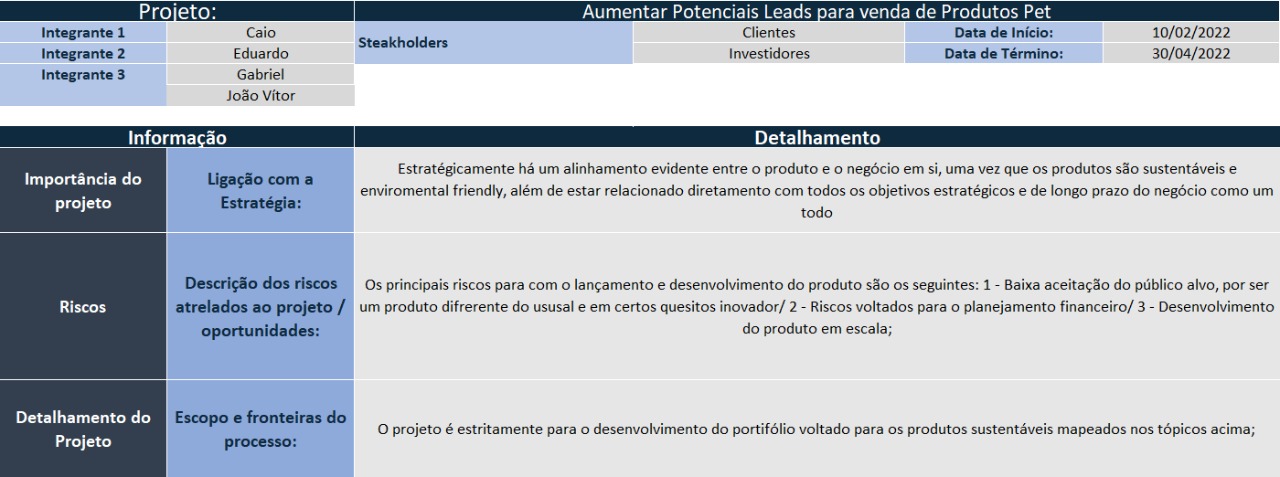 Projeto: Aumentar Potenciais Leads para venda de Produtos Pet
Integrante 1 Caio Steakholders Clientes Data de Início: 10/02/2022
Integrante 2 Eduardo Investidores Data de Término: 30/04/2022
Integrante 3 Gabriel
João Vítor
Informação Detalhamento
Importância do
projeto
Ligação com a
Estratégia:
Estratégicamente há um alinhamento evidente entre o produto e o negócio em si, uma vez que os produtos são sustentáveis e
enviromental friendly, além de estar relacionado diretamento com todos os objetivos estratégicos e de longo prazo do negócio como um
todo
Riscos
Descrição dos riscos
atrelados ao projeto /
oportunidades:
Os principais riscos para com o lançamento e desenvolvimento do produto são os seguintes: 1 - Baixa aceitação do público alvo, por ser
um produto difrerente do ususal e em certos quesitos inovador/ 2 - Riscos voltados para o planejamento financeiro/ 3 - Desenvolvimento
do produto em escala;
Detalhamento do
Projeto
Escopo e fronteiras do
processo:
O projeto é estritamente para o desenvolvimento do portifólio voltado para os produtos sustentáveis mapeados nos tópicos acima;